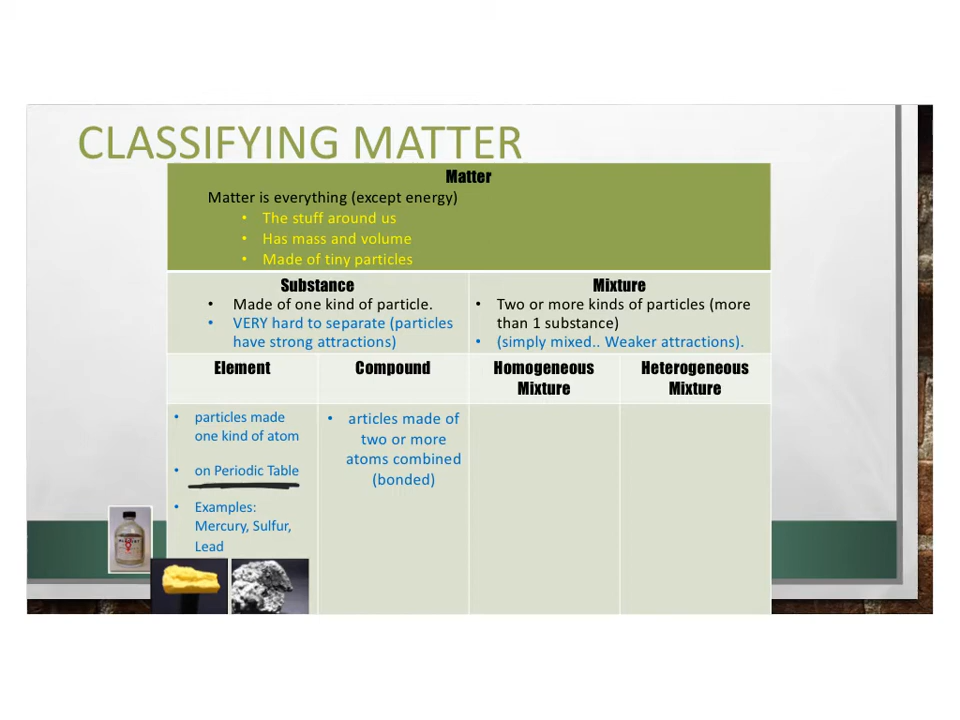 CLASSIFYING MATTER
Matter
Matter is everything (except energy)
• The stuff around us
• Has mass and volume
• Made of tiny particles
Substance
• Made of one kind of particle.
• VERY hard to separate (particles
have strong attractions)
Mixture
• Two or more kinds of particles (more
than 1 substance)
• (simply mixed.. Weaker attractions).
Element
Compound
Homogeneous
Mixture
Heterogeneous
Mixture
• particles made
one kind of atom
• on Periodic Table
• Examples:
Mercury, Sulfur,
Lead
• articles made of
two or more
atoms combined
(bonded)